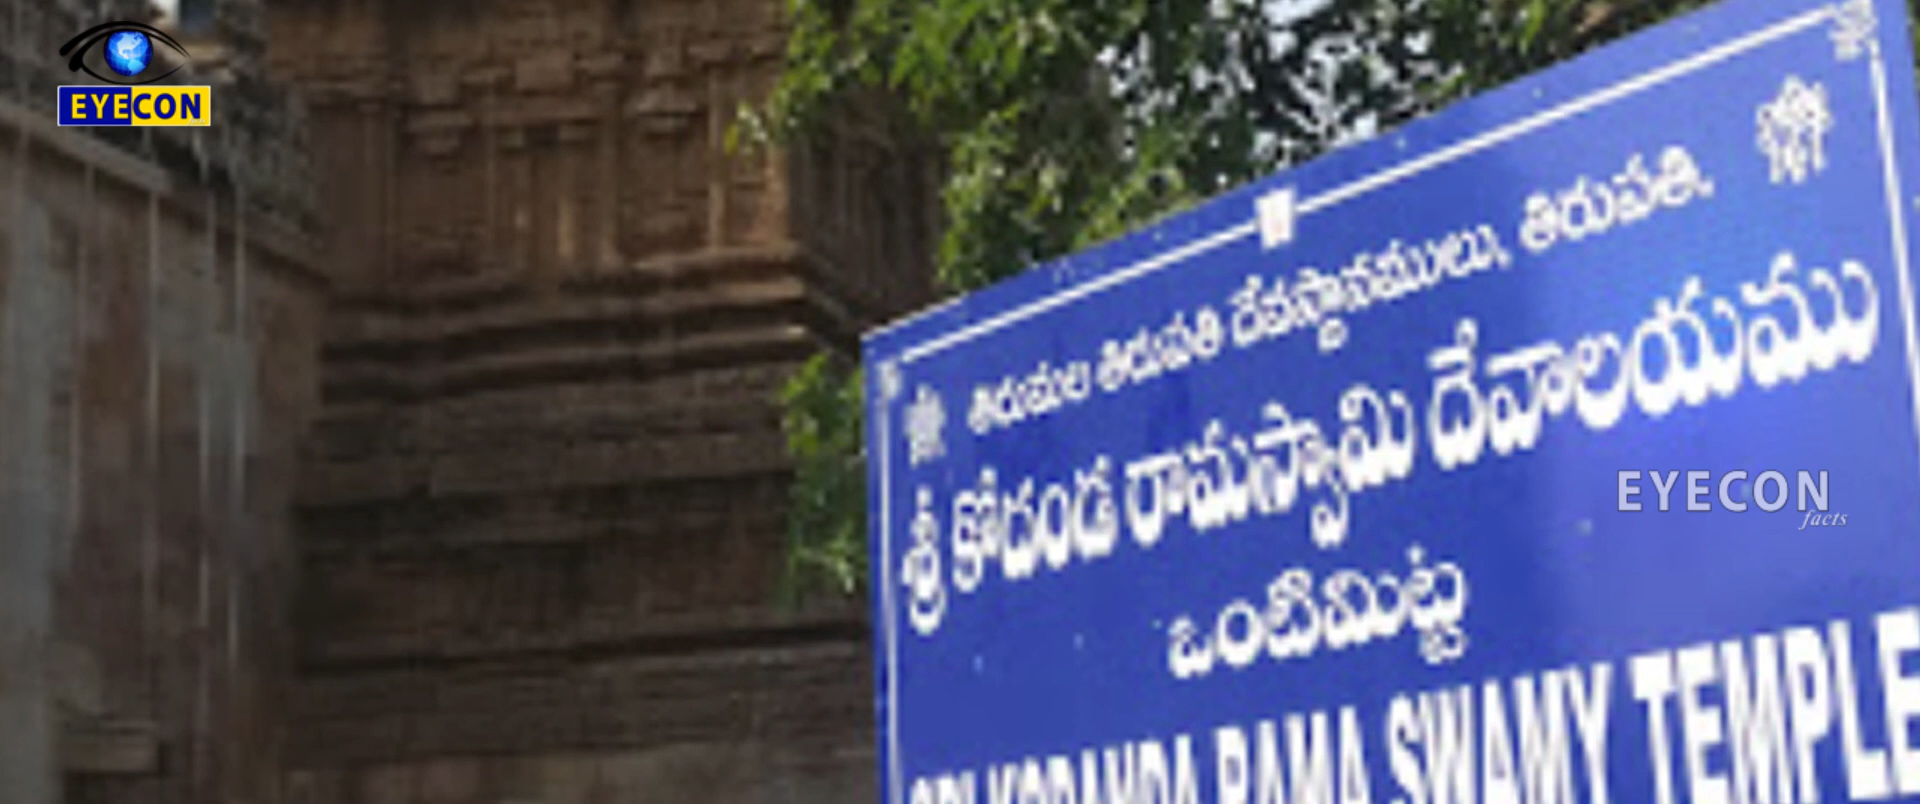 EYECON
తిరుమల తిరుపతి దేవస్థానములు, తిరుపతి.
శ్రీ కోదండ రామస్వామి దేవాలయము
ఒంటిమిట్ట
SRI KODANDA RAMA SWAMY TEMPLE
EYECON
facts